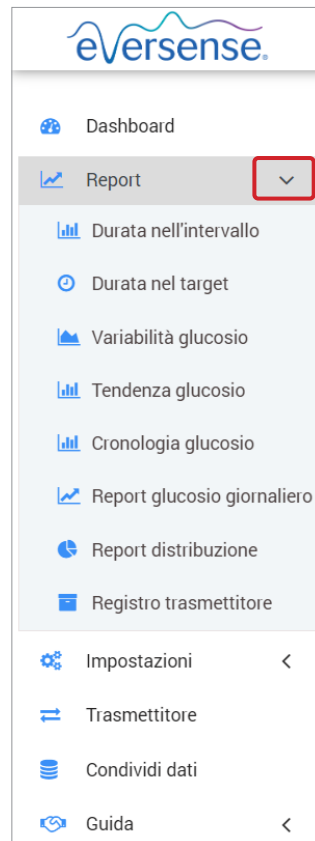 eversense.
Dashboard
Report
Durata nell'intervallo
Durata nel target
Variabilità glucosio
Tendenza glucosio
Cronologia glucosio
Report glucosio giornaliero
Report distribuzione
Registro trasmettitore
Impostazioni
Trasmettitore
Condividi dati
Guida